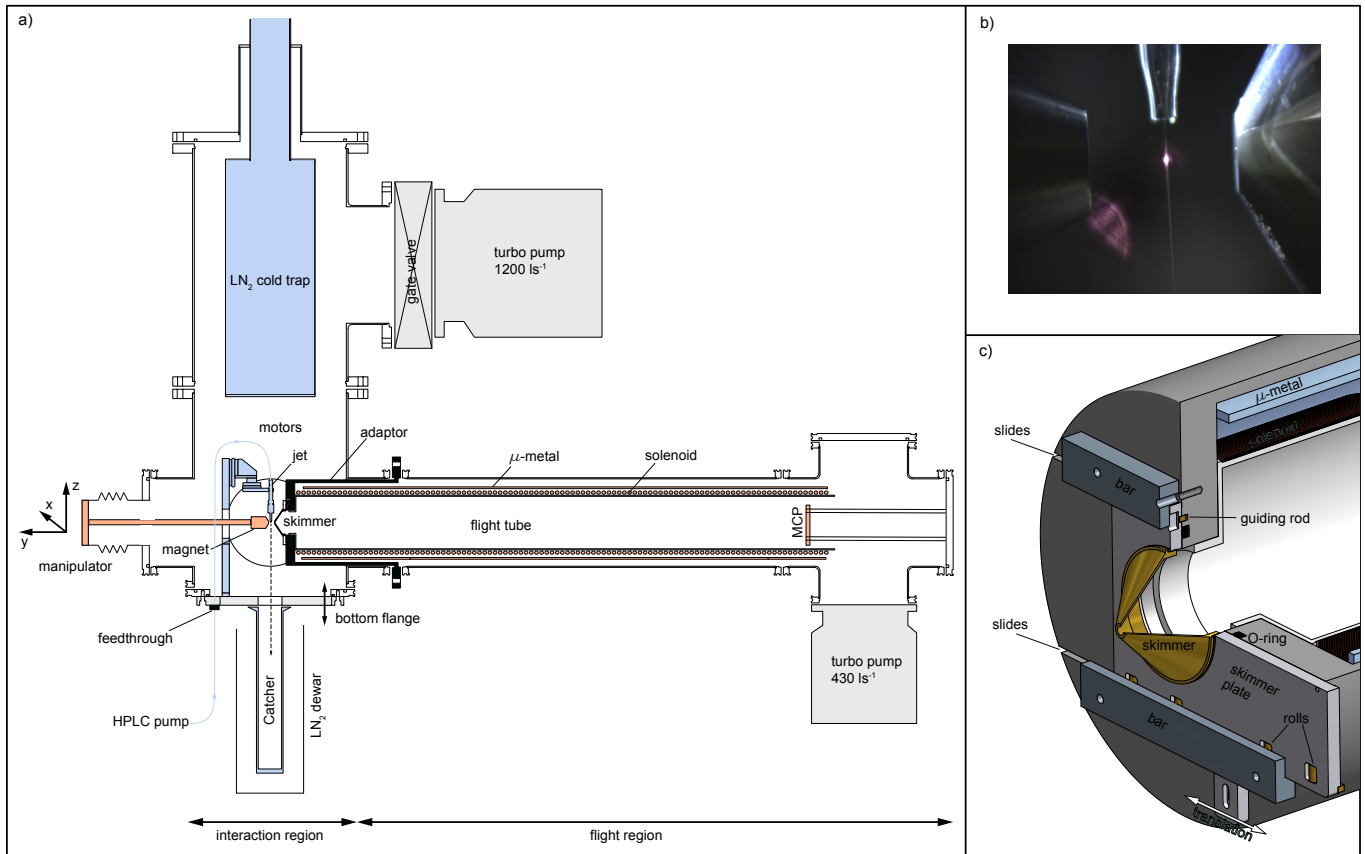 a)
LN₂ cold trap
gate valve
turbo pump
1200 ls⁻¹
motors
adaptor
jet
μ-metal
solenoid
skimmer
flight tube
MCP
z
x
y
magnet
manipulator
feedthrough
bottom flange
Catcher
LN₂ dewar
HPLC pump
turbo pump
430 ls⁻¹
interaction region
flight region
b)
c)
μ-metal
solenoid
slides
bar
guiding rod
slides
O-ring
skimmer
skimmer
plate
bar
rolls
translation